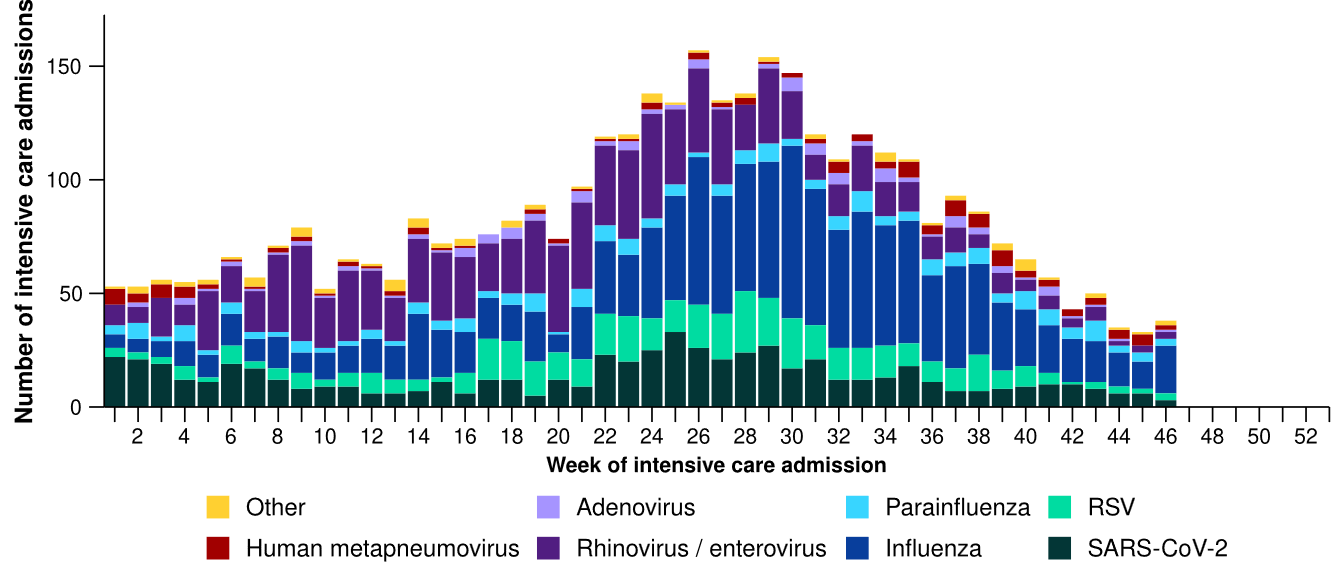 Number of intensive care admissions
150
100
50
0
2 4 6 8 10 12 14 16 18 20 22 24 26 28 30 32 34 36 38 40 42 44 46 48 50 52
Week of intensive care admission
Other Adenovirus Parainfluenza RSV
Human metapneumovirus Rhinovirus / enterovirus Influenza SARS-CoV-2